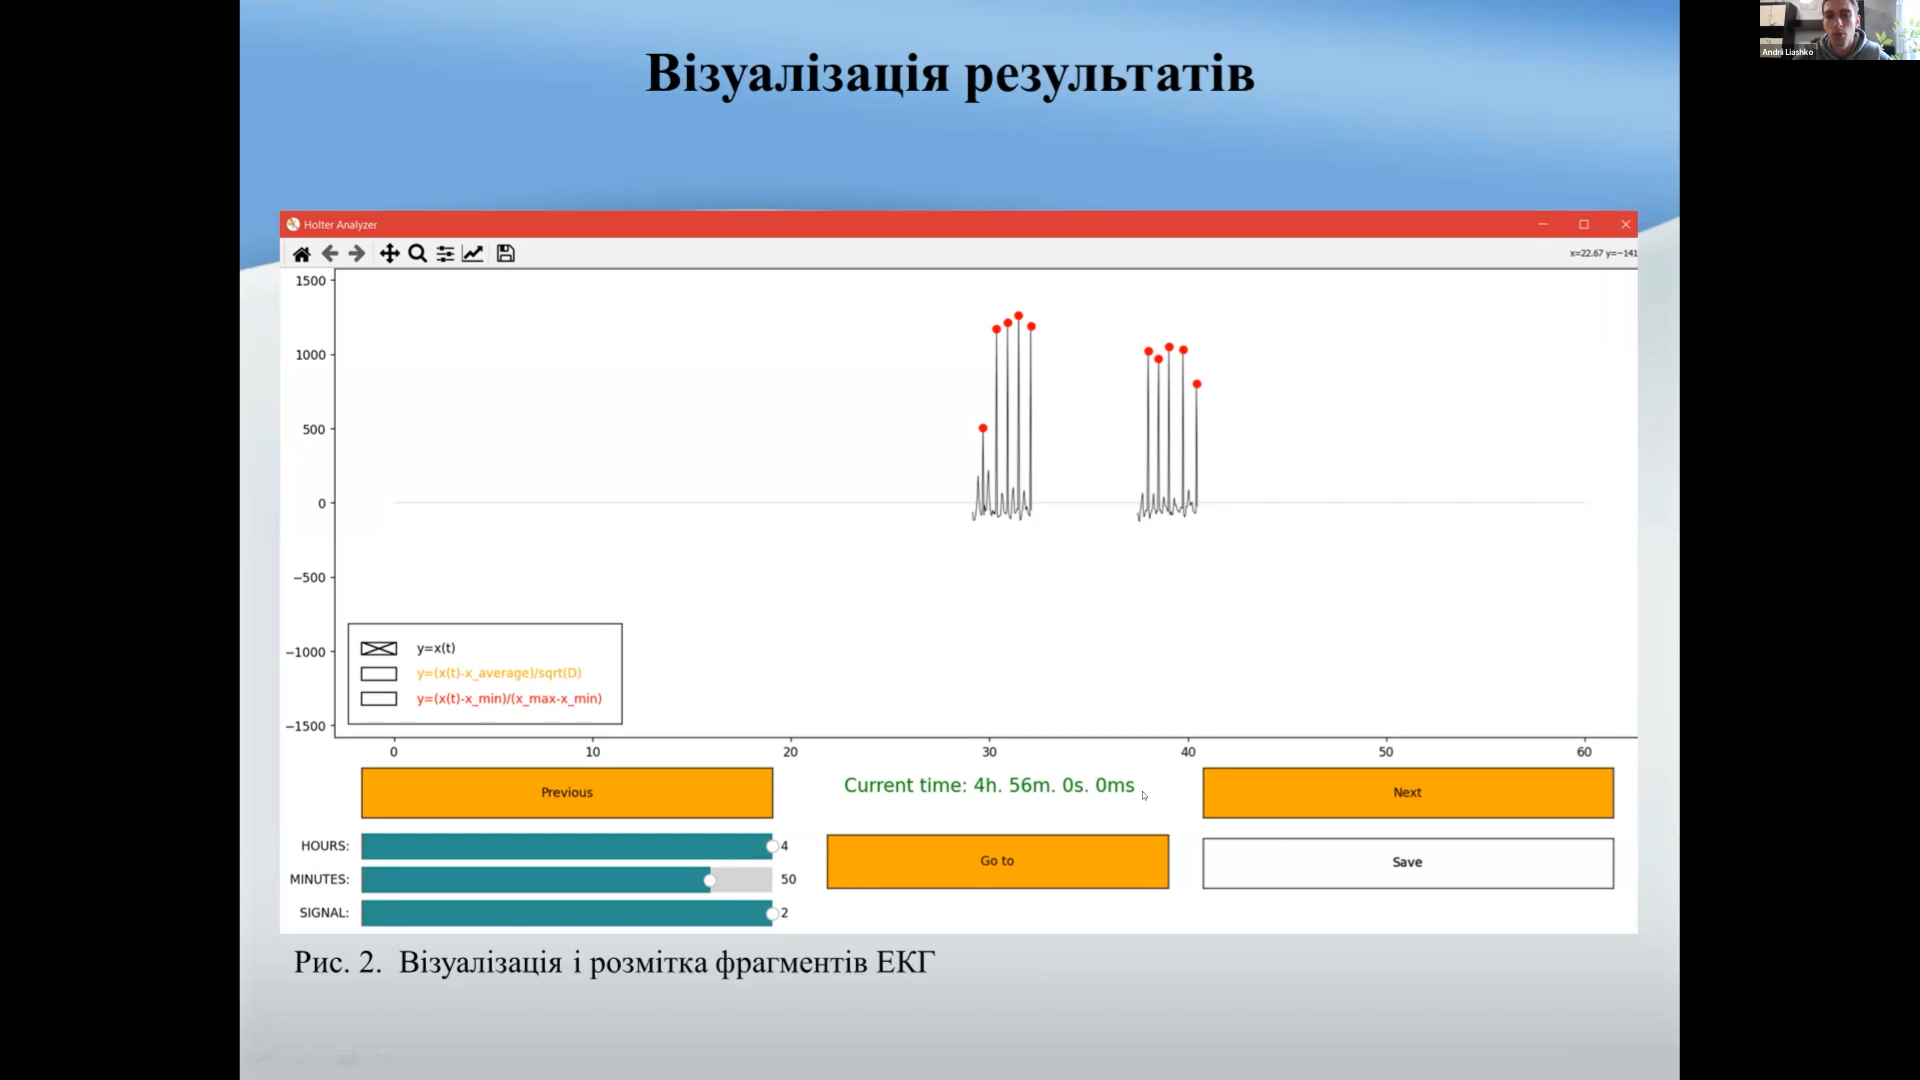 Візуалізація результатів
Andrii Liashko
Holter Analyzer
x=22.67 y=−141
1500
1000
500
0
−500
−1000
−1500
y=x(t)
y=(x(t)-x_average)/sqrt(D)
y=(x(t)-x_min)/(x_max-x_min)
0 10 20 30 40 50 60
Previous
Current time: 4h. 56m. 0s. 0ms
Next
HOURS: 4
MINUTES: 50
SIGNAL: 2
Go to
Save
Рис. 2. Візуалізація і розмітка фрагментів ЕКГ